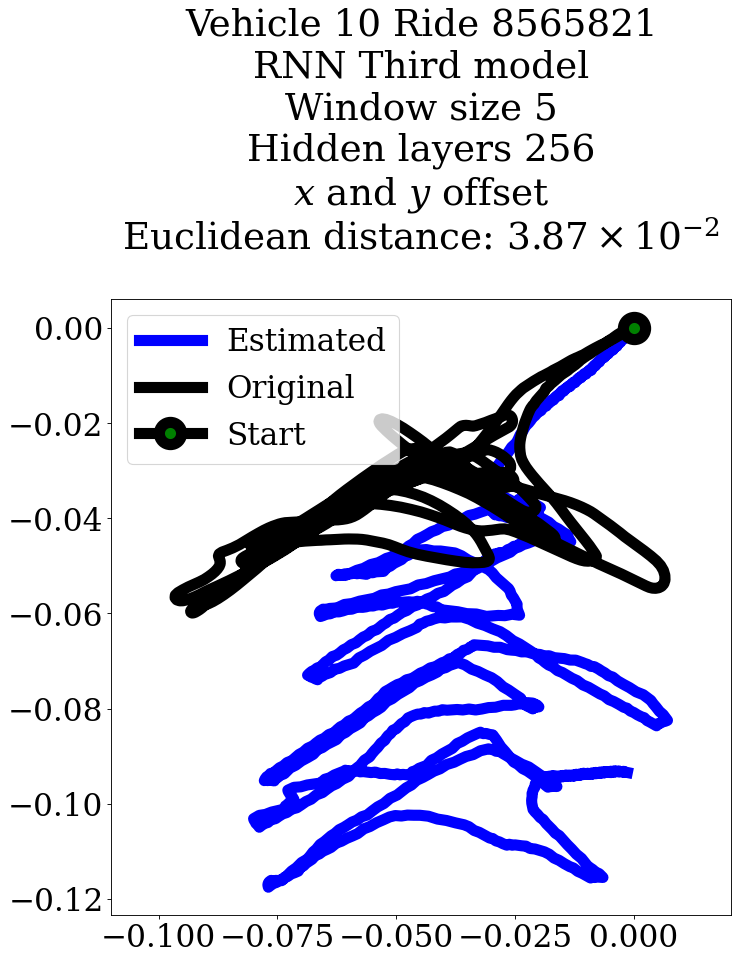 Vehicle 10 Ride 8565821
RNN Third model
Window size 5
Hidden layers 256
x and y offset
Euclidean distance: 3.87 × 10⁻²
Estimated
Original
Start
0.00
−0.02
−0.04
−0.06
−0.08
−0.10
−0.12
−0.100 −0.075 −0.050 −0.025 0.000